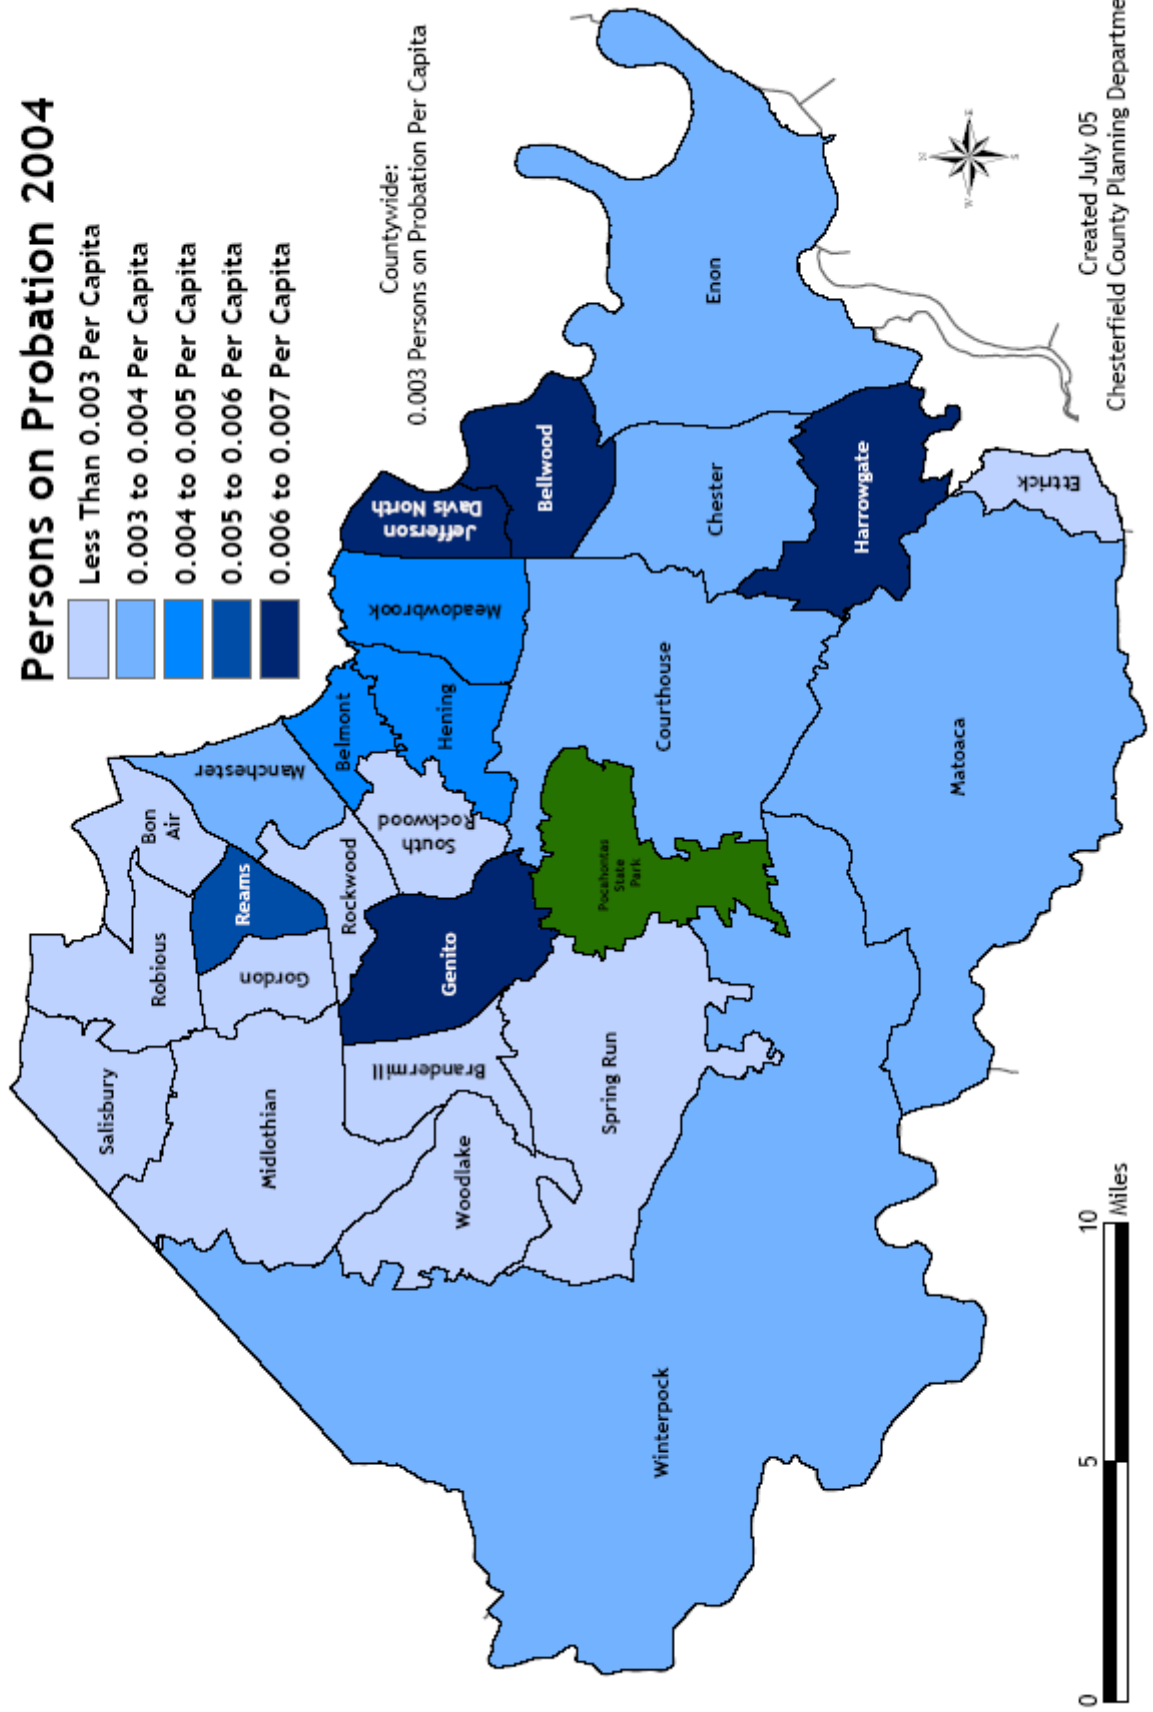 Persons on Probation 2004
Less Than 0.003 Per Capita
0.003 to 0.004 Per Capita
0.004 to 0.005 Per Capita
0.005 to 0.006 Per Capita
0.006 to 0.007 Per Capita
Countywide:
0.003 Persons on Probation Per Capita
Salisbury
Robious
Bon
Air
Manchester
Midlothian
Gordon
Reams
Rockwood
Belmont
South
Rockwood
Hening
Meadowbrook
Jefferson
Davis North
Brandermill
Genito
Woodlake
Bellwood
Spring Run
Pocahontas
State
Park
Courthouse
Chester
Enon
Winterpock
Harrowgate
Matoaca
Ettrick
N
W
E
S
0
5
10
Miles
Created July 05
Chesterfield County Planning Departme